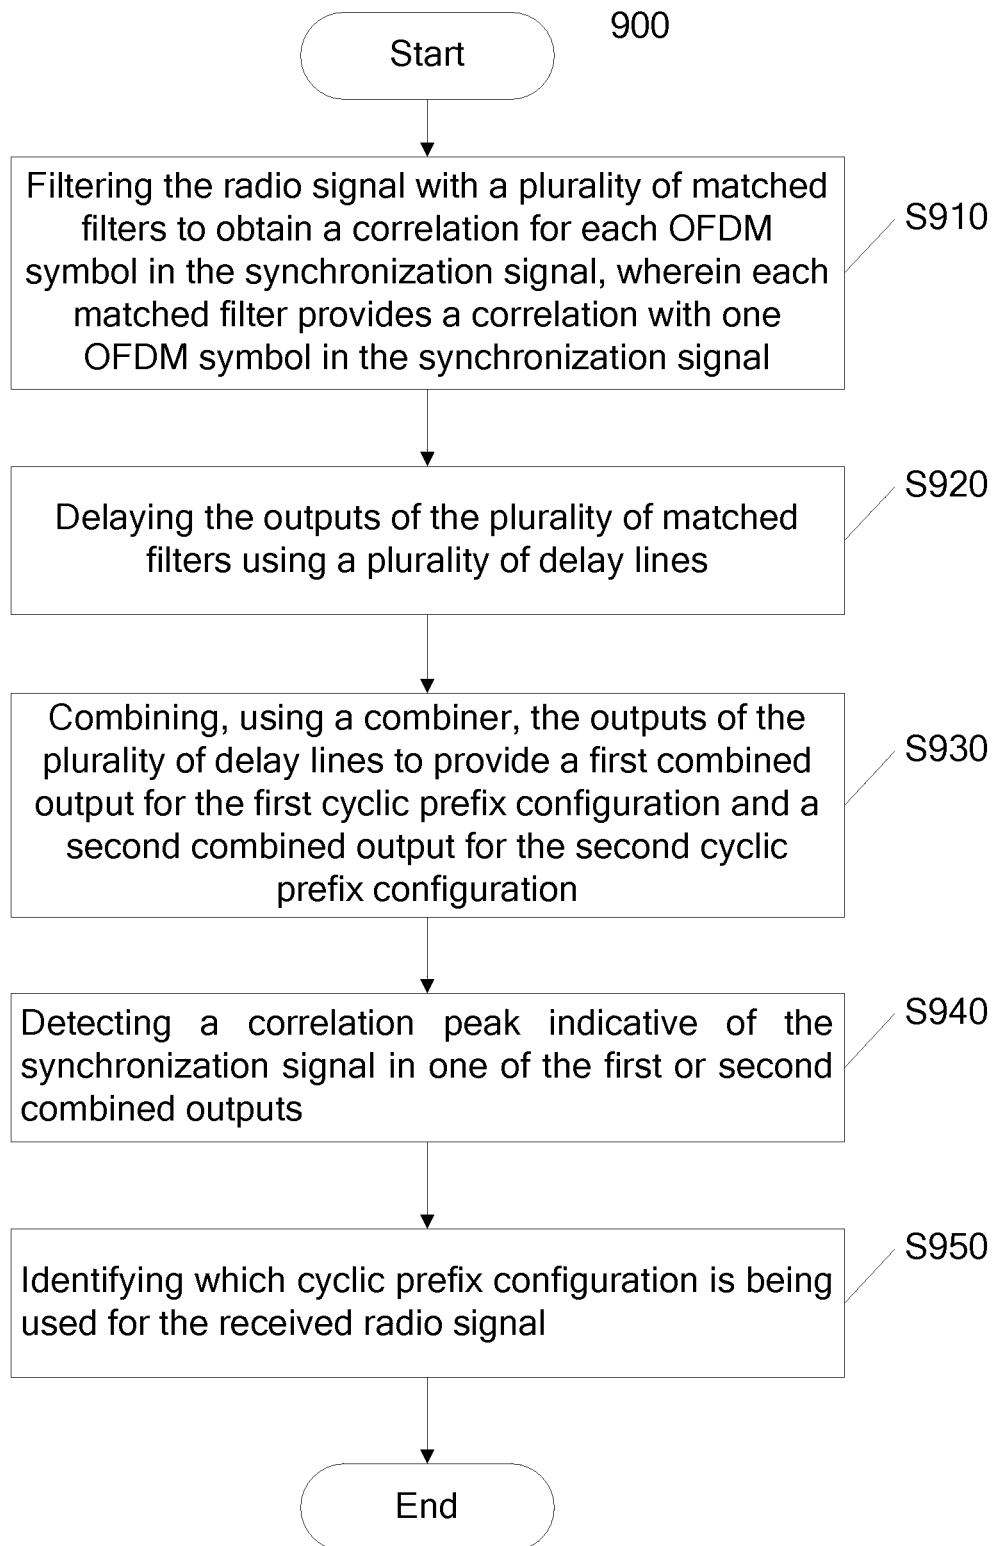 900
Start
Filtering the radio signal with a plurality of matched
filters to obtain a correlation for each OFDM
symbol in the synchronization signal, wherein each
matched filter provides a correlation with one
OFDM symbol in the synchronization signal
S910
Delaying the outputs of the plurality of matched
filters using a plurality of delay lines
S920
Combining, using a combiner, the outputs of the
plurality of delay lines to provide a first combined
output for the first cyclic prefix configuration and a
second combined output for the second cyclic
prefix configuration
S930
Detecting a correlation peak indicative of the
synchronization signal in one of the first or second
combined outputs
S940
Identifying which cyclic prefix configuration is being
used for the received radio signal
S950
End